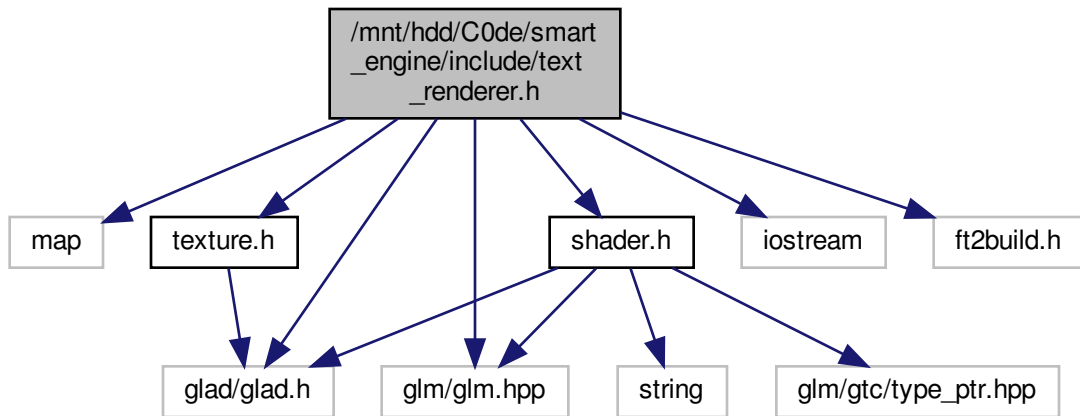 /mnt/hdd/C0de/smart
_engine/include/text
_renderer.h
map
texture.h
shader.h
iostream
ft2build.h
glad/glad.h
glm/glm.hpp
string
glm/gtc/type_ptr.hpp